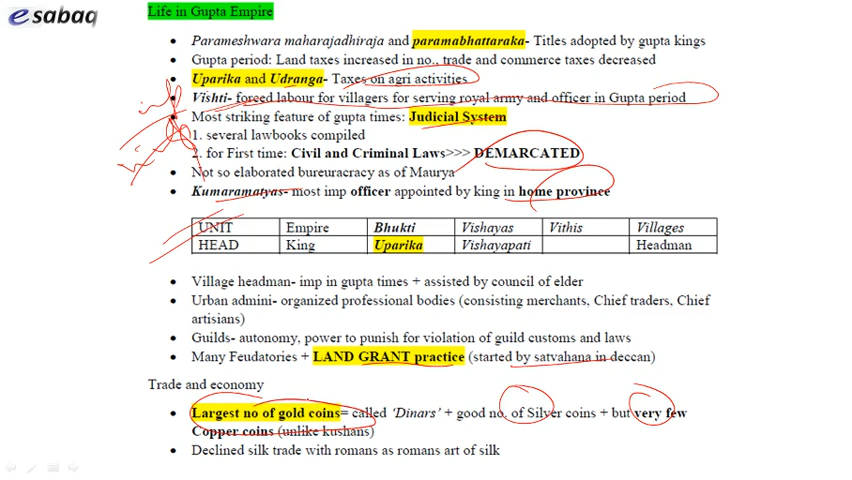 esabaq
Life in Gupta Empire
• Parameshwara maharajadhiraja and paramabhattaraka- Titles adopted by gupta kings
• Gupta period: Land taxes increased in no., trade and commerce taxes decreased
• Uparika and Udranga- Taxes on agri activities
• Vishti- forced labour for villagers for serving royal army and officer in Gupta period
• Most striking feature of gupta times: Judicial System
1. several lawbooks compiled
2. for First time: Civil and Criminal Laws>>> DEMARCATED
• Not so elaborated bureuracracy as of Maurya
• Kumaramatyas- most imp officer appointed by king in home province
UNIT Empire Bhukti Vishayas Vithis Villages
HEAD King Uparika Vishayapati Headman
• Village headman- imp in gupta times + assisted by council of elder
• Urban admini- organized professional bodies (consisting merchants, Chief traders, Chief
artisians)
• Guilds- autonomy, power to punish for violation of guild customs and laws
• Many Feudatories + LAND GRANT practice (started by satvahana in deccan)
Trade and economy
• Largest no of gold coins= called ‘Dinars’ + good no. of Silver coins + but very few
Copper coins (unlike kushans)
• Declined silk trade with romans as romans art of silk